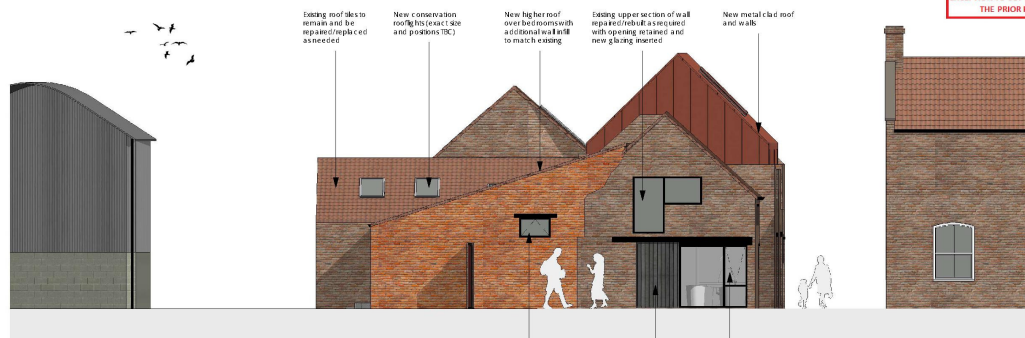 Existing roof tiles to
remain and be
repaired/replaced
as needed
New conservation
rooflights (exact size
and positions TBC)
New higher roof
over bedrooms with
additional wall infill
to match existing
Existing upper section of wall
repaired/rebuilt as required
with opening retained and
new glazing inserted
New metal clad roof
and walls
THE PRIOR